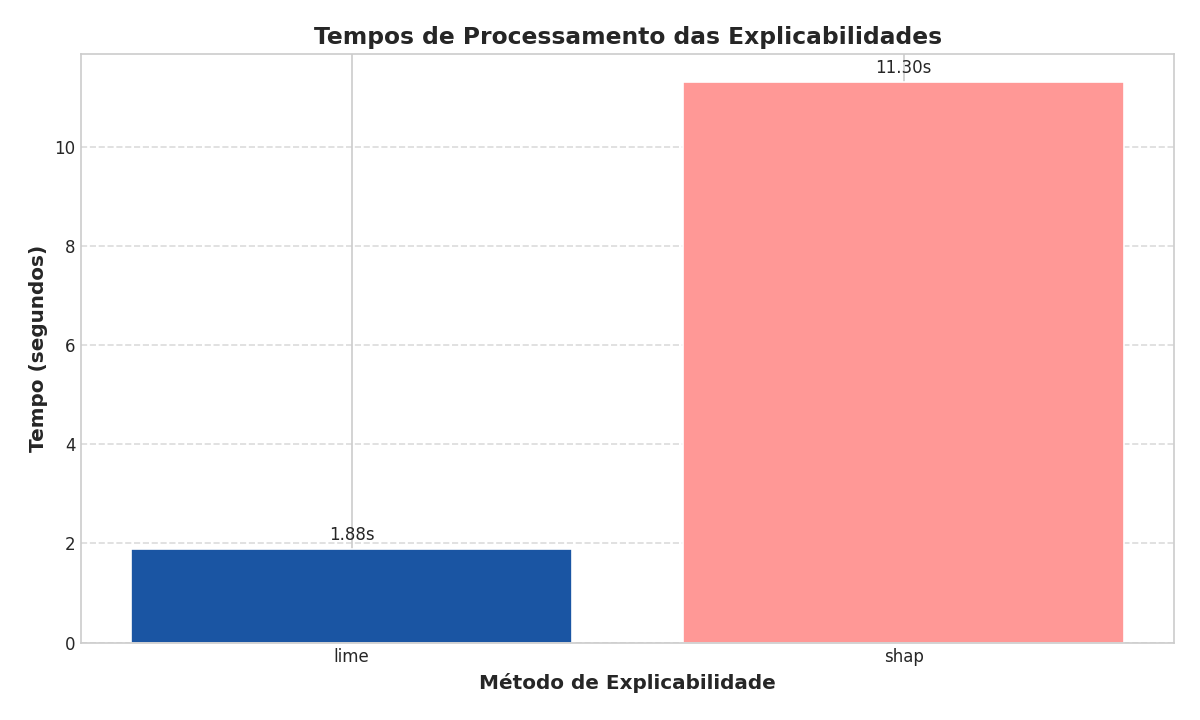 Tempos de Processamento das Explicabilidades
11.30s
10
8
6
4
2
0
Tempo (segundos)
1.88s
lime
shap
Método de Explicabilidade